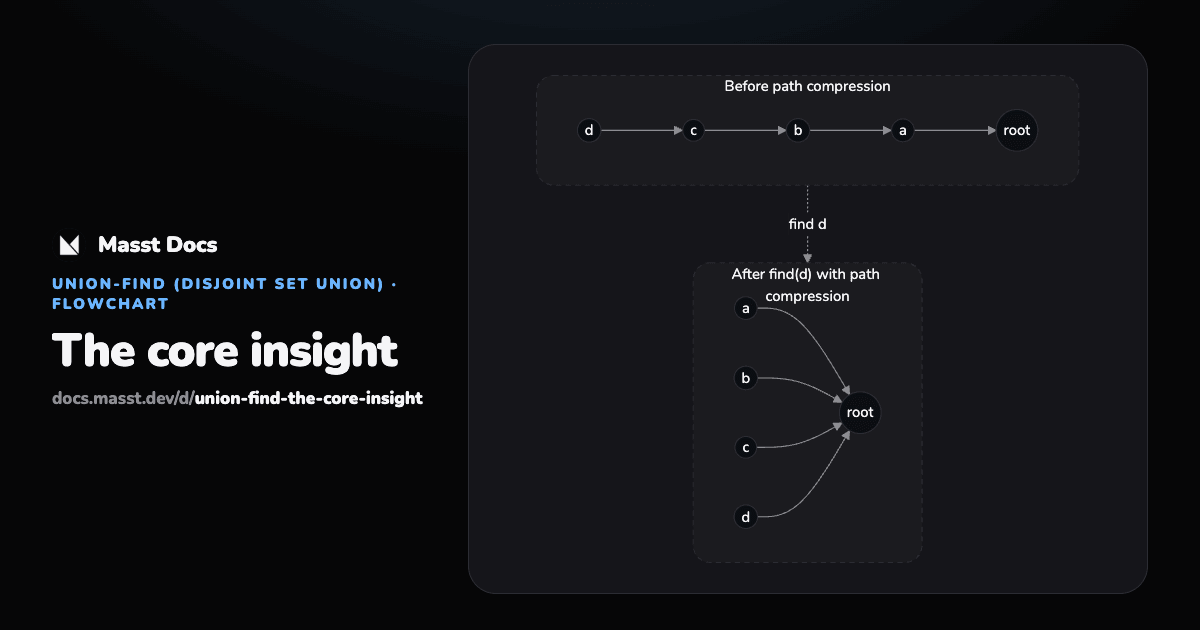 Masst Docs
UNION-FIND (DISJOINT SET UNION) ·
FLOWCHART
The core insight
docs.masst.dev/d/union-find-the-core-insight
Before path compression
d
c
b
a
root
find d
After find(d) with path
compression
a
b
root
c
d